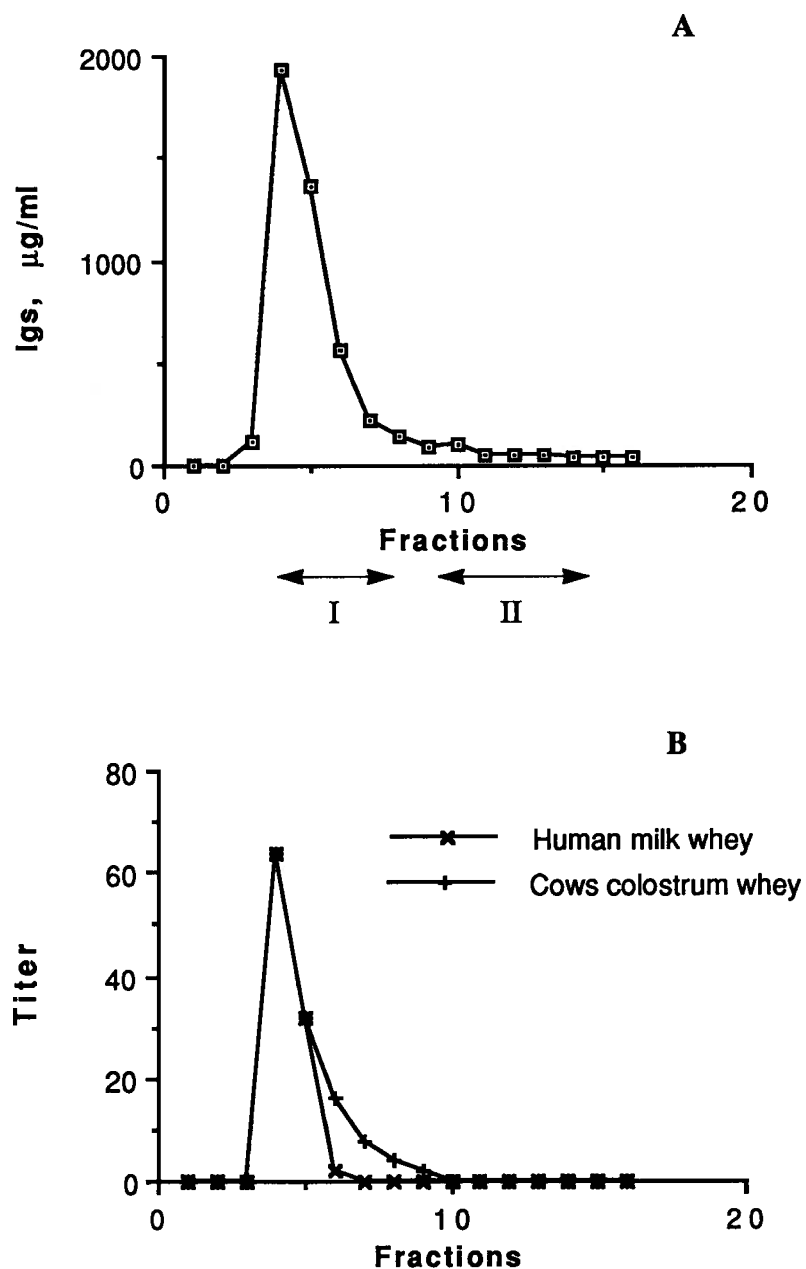 A
2000
1000
0
Igs, µg/ml
0 10 20
Fractions
I II
B
80
60
40
20
0
Titer
Human milk whey
Cows colostrum whey
0 10 20
Fractions